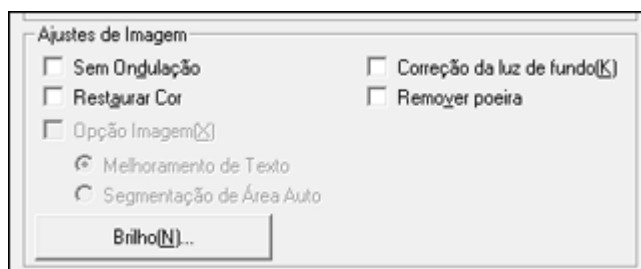 Ajustes de Imagem
Sem Ondulação
Correção da luz de fundo(K)
Restaurar Cor
Remover poeira
Opção Imagem(X)
Melhoramento de Texto
Segmentação de Área Auto
Brilho(N)...